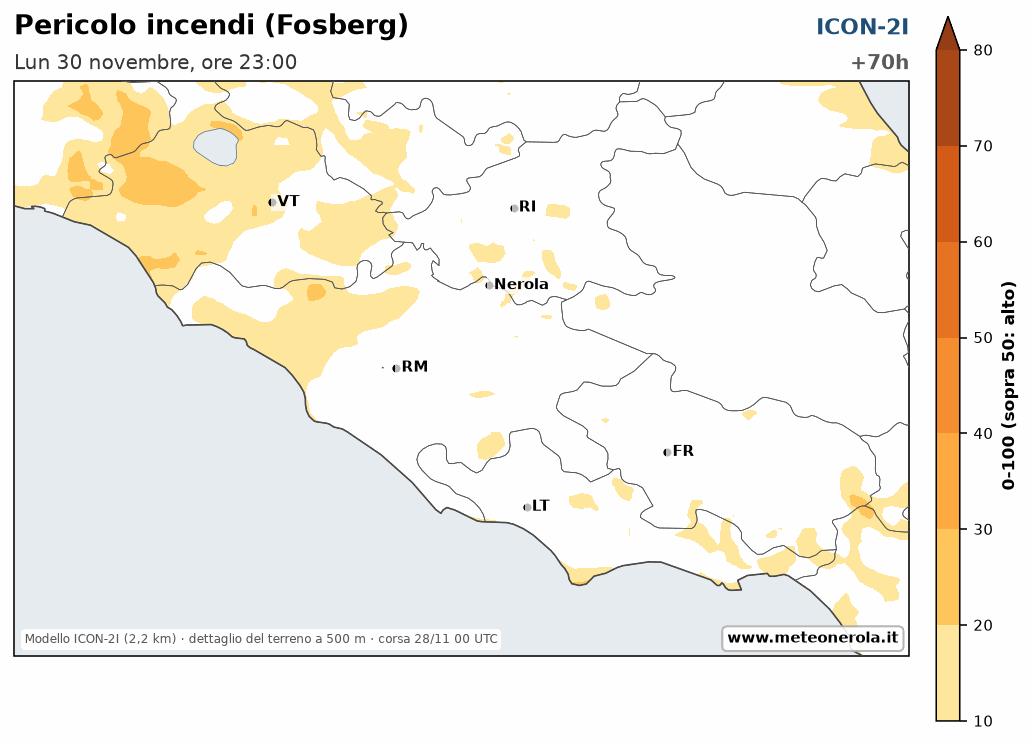 Pericolo incendi (Fosberg)
ICON-2I
Lun 30 novembre, ore 23:00
+70h
VT
RI
Nerola
RM
FR
LT
Modello ICON-2I (2,2 km) · dettaglio del terreno a 500 m · corsa 28/11 00 UTC
www.meteonerola.it
80
70
60
50
40
30
20
10
0-100 (sopra 50: alto)